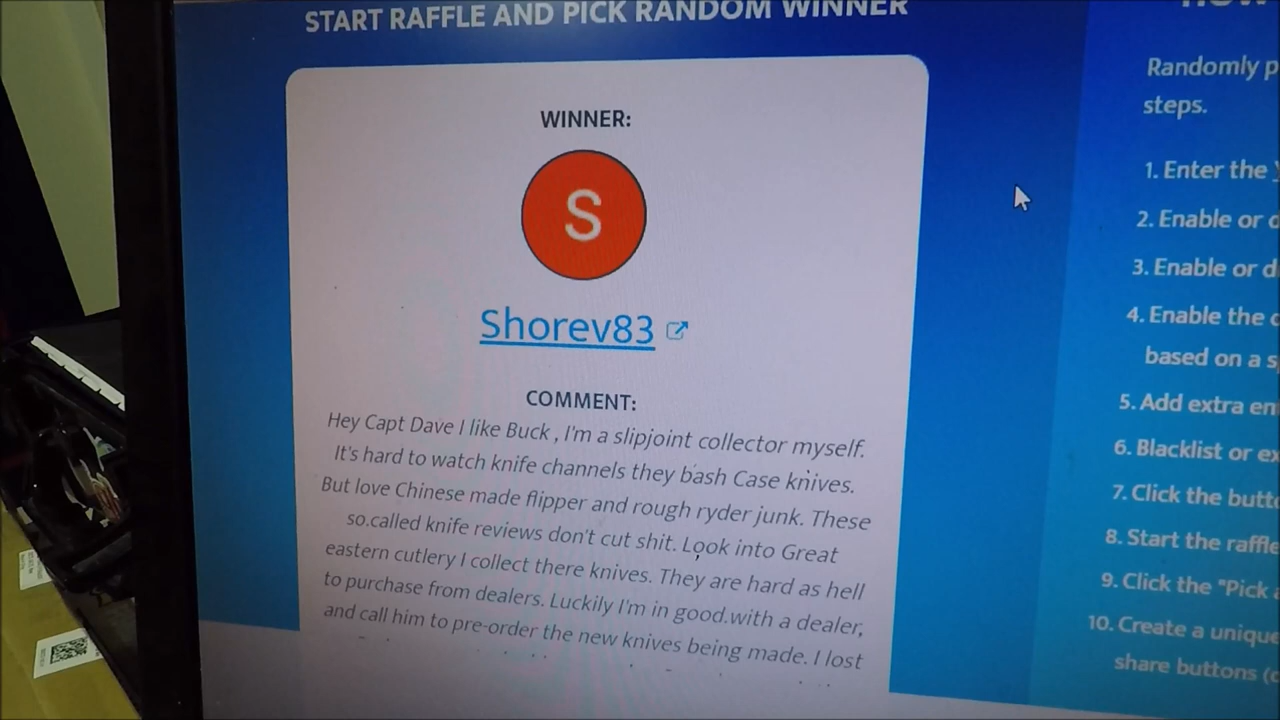 START RAFFLE AND PICK RANDOM WINNER
WINNER:
S
Shorev83
COMMENT:
Hey Capt Dave I like Buck , I'm a slipjoint collector myself.
It's hard to watch knife channels they bash Case knives.
But love Chinese made flipper and rough ryder junk. These
so.called knife reviews don't cut shit. Look into Great
eastern cutlery I collect there knives. They are hard as hell
to purchase from dealers. Luckily I'm in good.with a dealer,
and call him to pre-order the new knives being made. I lost
Randomly p
steps.
1. Enter the
2. Enable or d
3. Enable or d
4. Enable the
based on a s
5. Add extra en
6. Blacklist or ex
7. Click the butt
8. Start the raffle
9. Click the "Pick
10. Create a unique
share buttons (